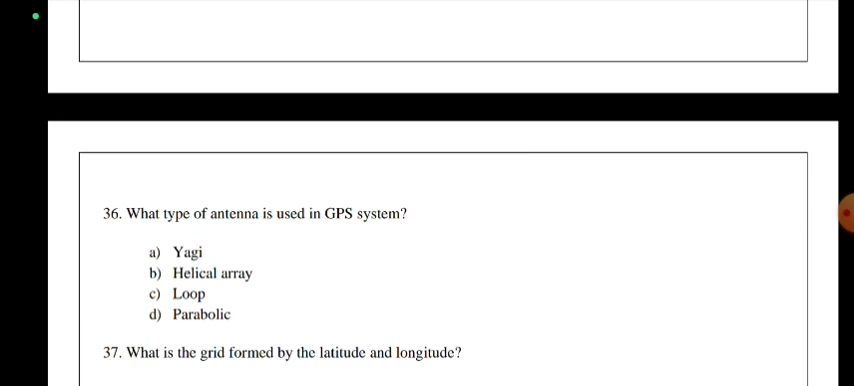 36. What type of antenna is used in GPS system?
a) Yagi
b) Helical array
c) Loop
d) Parabolic
37. What is the grid formed by the latitude and longitude?